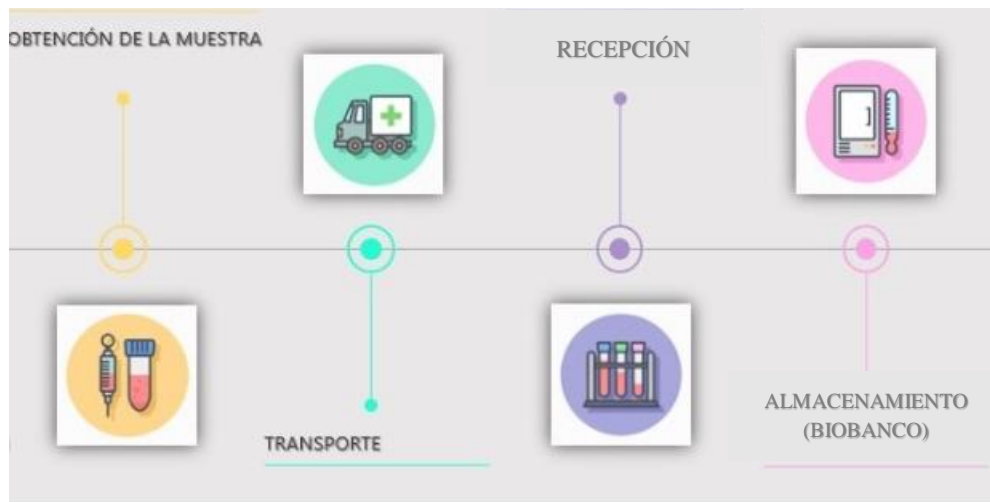 OBTENCIÓN DE LA MUESTRA
TRANSPORTE
RECEPCIÓN
ALMACENAMIENTO
(BIOBANCO)